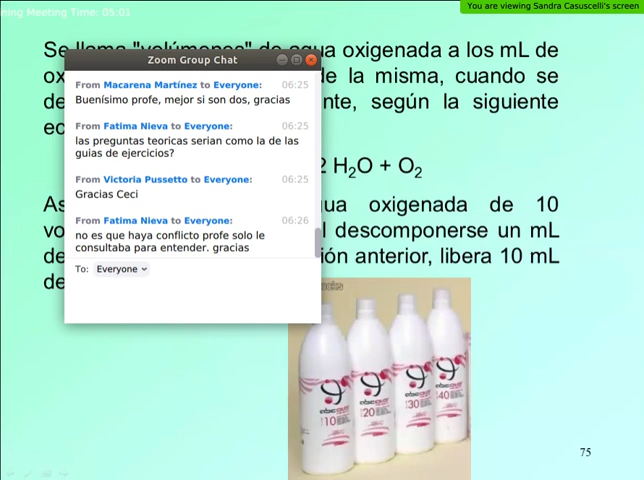 ning Meeting Time: 05:01
You are viewing Sandra Casuscelli's screen
Se llama "volúmenes" de agua oxigenada a los mL de
ox
de la misma, cuando se
de
nte, según la siguiente
ec
2 H₂O + O₂
As
ua oxigenada de 10
vo
l descomponerse un mL
de
ión anterior, libera 10 mL
de
Zoom Group Chat
From Macarena Martínez to Everyone: 06:25
Buenísimo profe, mejor si son dos, gracias
From Fatima Nieva to Everyone: 06:25
las preguntas teoricas serian como la de las
guias de ejercicios?
From Victoria Pussetto to Everyone: 06:25
Gracias Ceci
From Fatima Nieva to Everyone: 06:26
no es que haya conflicto profe solo le
consultaba para entender. gracias
To: Everyone
10
20
30
40
75